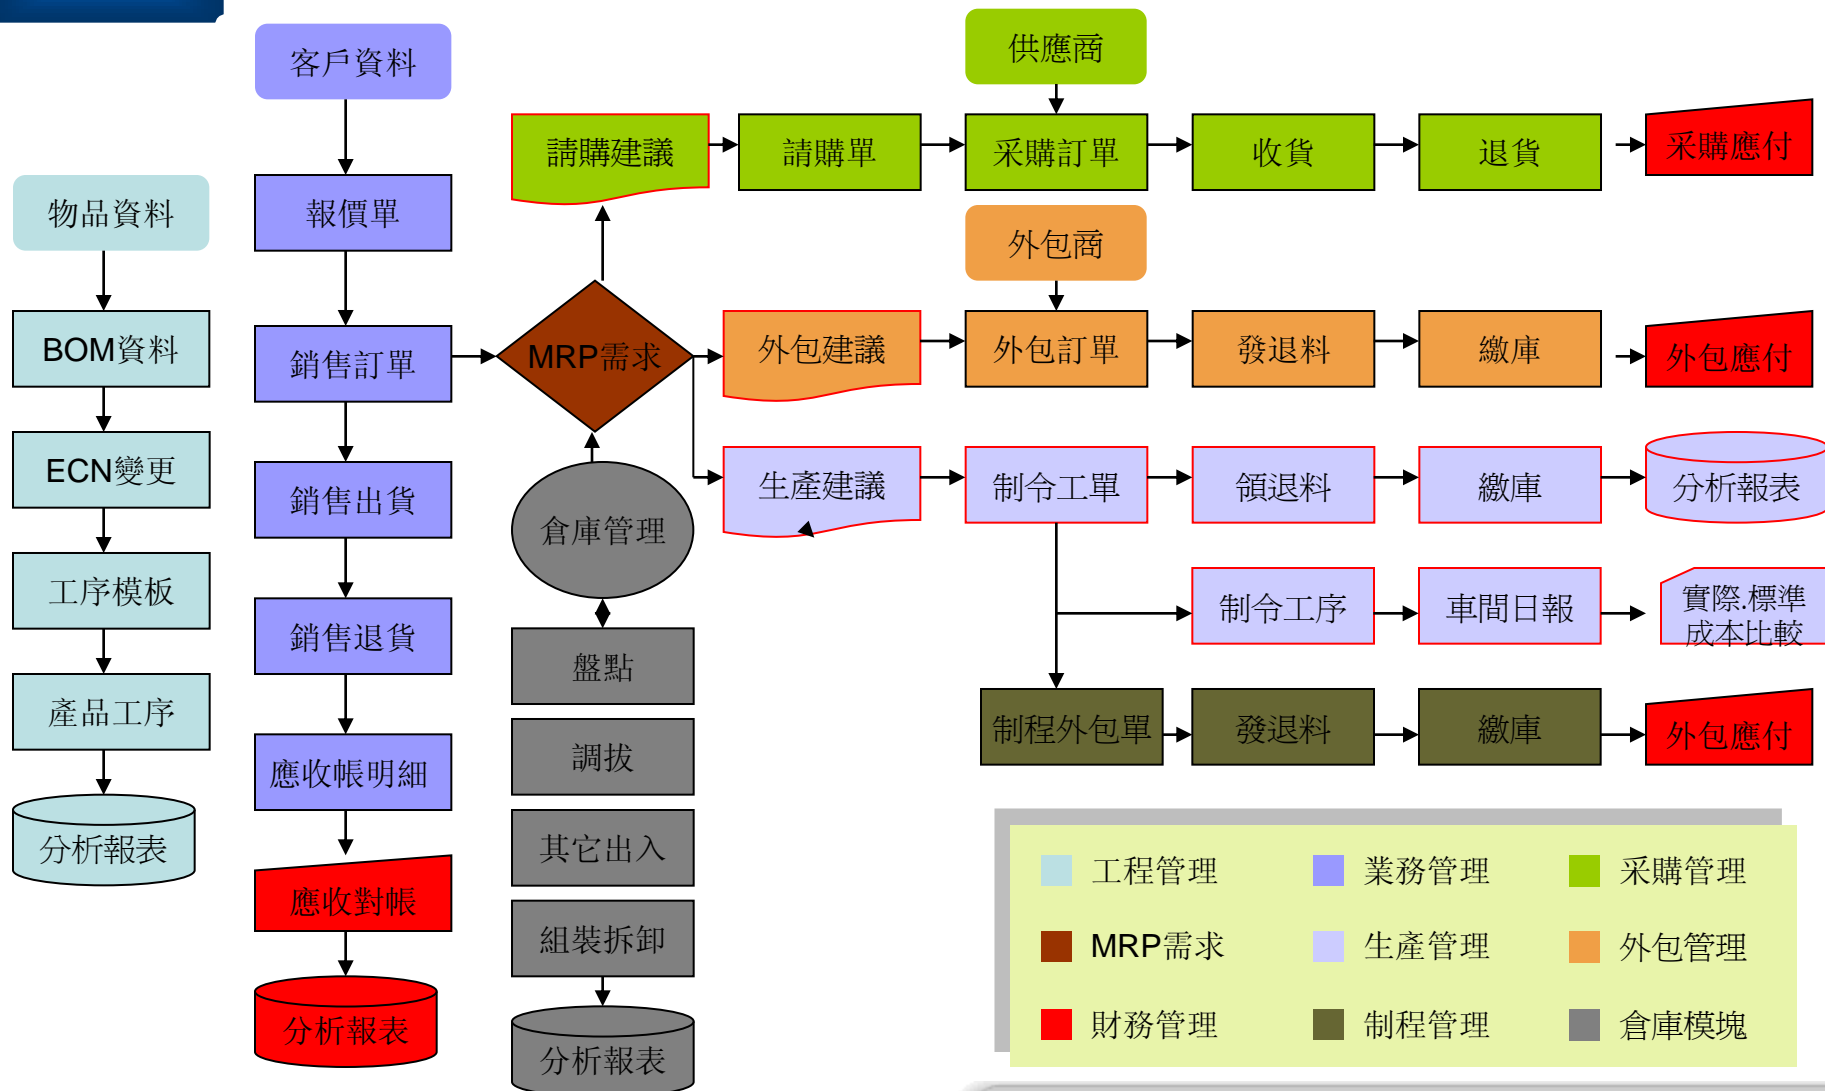 客戶資料
供應商
請購建議
請購單
采購訂單
收貨
退貨
采購應付
物品資料
報價單
外包商
BOM資料
銷售訂單
MRP需求
外包建議
外包訂單
發退料
繳庫
外包應付
ECN變更
銷售出貨
倉庫管理
生產建議
制令工單
領退料
繳庫
分析報表
工序模板
銷售退貨
盤點
制令工序
車間日報
實際.標準
成本比較
產品工序
應收帳明細
調拔
制程外包單
發退料
繳庫
外包應付
分析報表
應收對帳
其它出入
組裝拆卸
分析報表
分析報表
工程管理
業務管理
采購管理
MRP需求
生產管理
外包管理
財務管理
制程管理
倉庫模塊